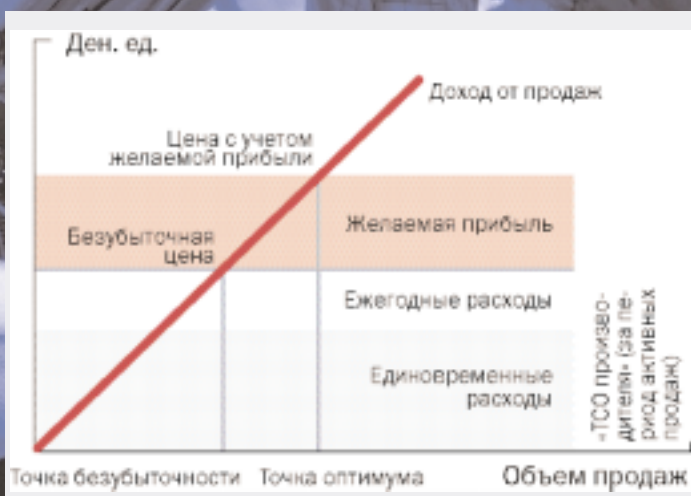 Ден. ед.
Доход от продаж
Цена с учетом
желаемой прибыли
Безубыточная
цена
Желаемая прибыль
Ежегодные расходы
Единовременные
расходы
«ТСО произво-
дителя» (за пе-
риод активных
продаж)
Точка безубыточности
Точка оптимума
Объем продаж